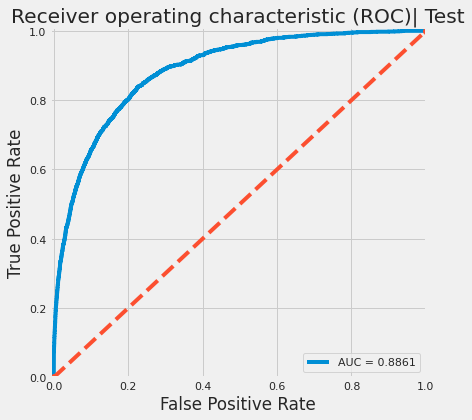 Receiver operating characteristic (ROC)| Test
True Positive Rate
1.0
0.8
0.6
0.4
0.2
0.0
0.0 0.2 0.4 0.6 0.8 1.0
False Positive Rate
AUC = 0.8861